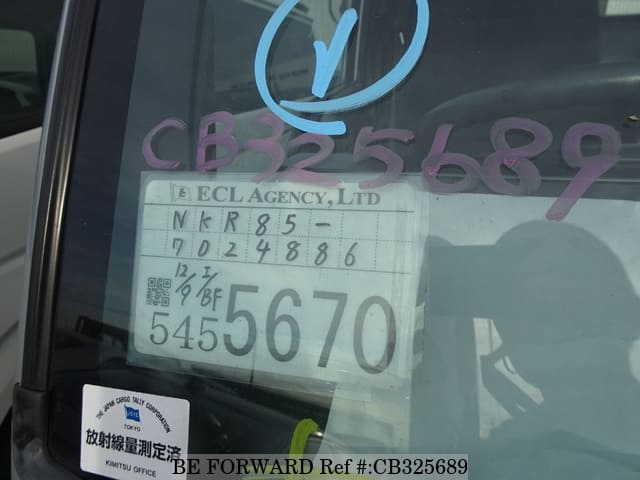 V
CB325689
ECL AGENCY, LTD
NKR85-
7024886
12/9 I/BF
5455670
THE JAPAN CARGO TALLY CORPORATION
TOKYO
放射線量測定済
KIMITSU OFFICE
BE FORWARD Ref #:CB325689